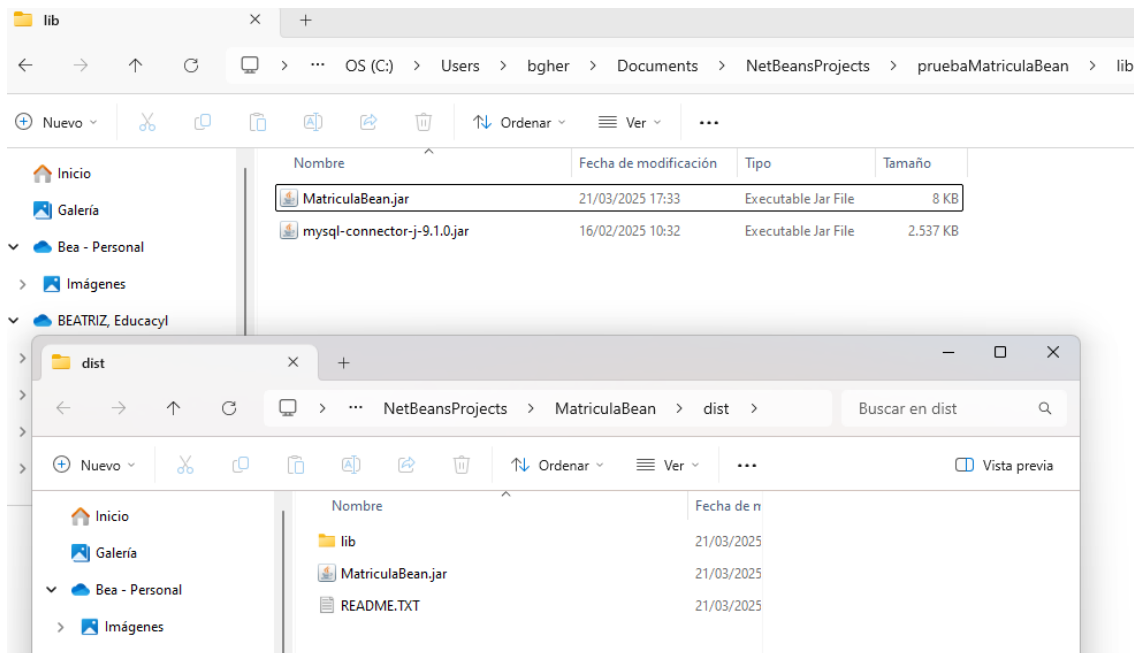 lib
OS (C:) > Users > bgher > Documents > NetBeansProjects > pruebaMatriculaBean > lib
Nuevo Ordenar Ver
Nombre Fecha de modificación Tipo Tamaño
Inicio
MatriculaBean.jar 21/03/2025 17:33 Executable Jar File 8 KB
Galería
mysql-connector-j-9.1.0.jar 16/02/2025 10:32 Executable Jar File 2.537 KB
Bea - Personal
Imágenes
BEATRIZ, Educacyl
dist
NetBeansProjects > MatriculaBean > dist > Buscar en dist
Nuevo Ordenar Ver Vista previa
Nombre Fecha de m
Inicio
lib 21/03/2025
Galería
MatriculaBean.jar 21/03/2025
Bea - Personal
README.TXT 21/03/2025
Imágenes